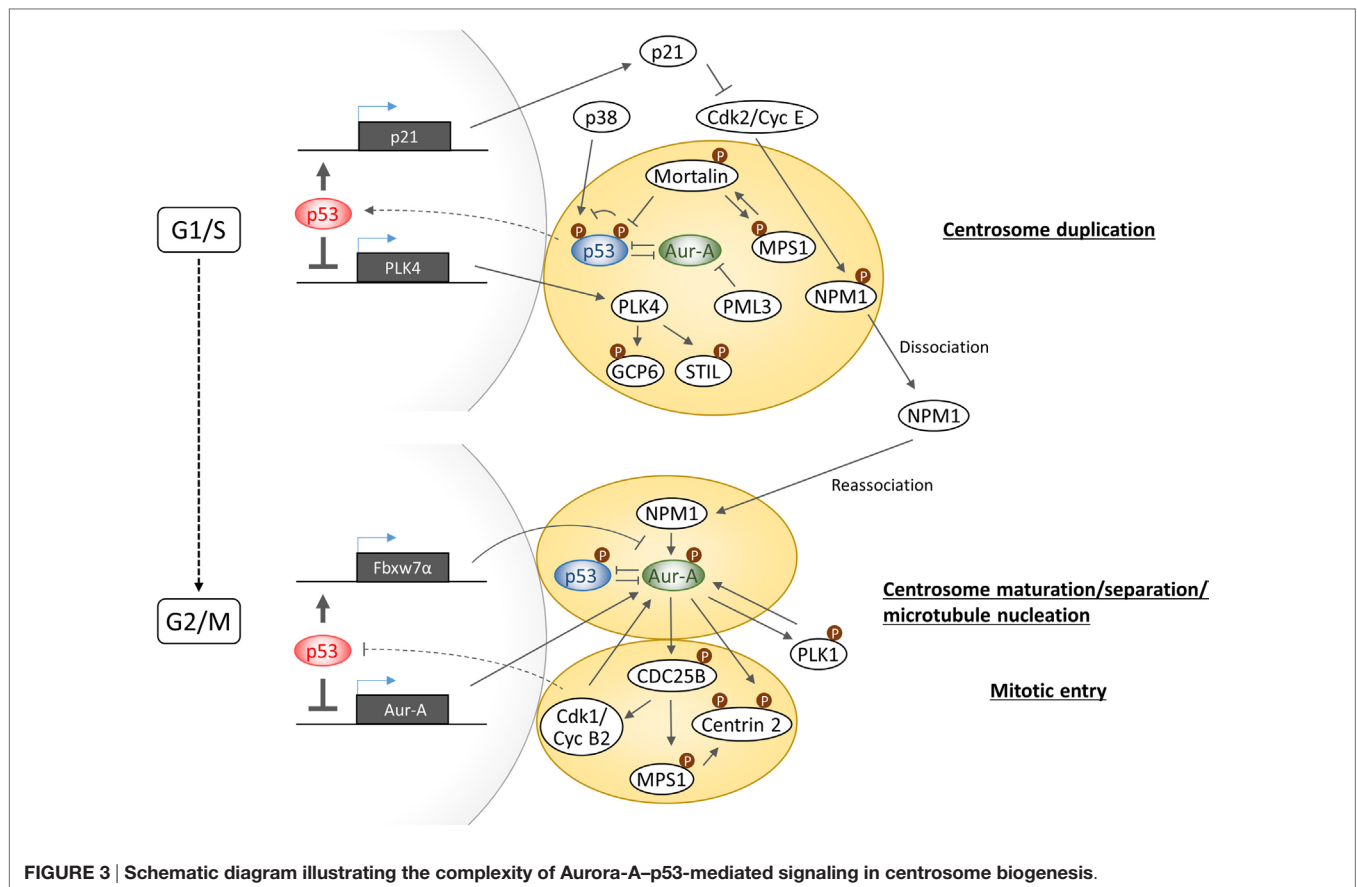 p21
p38
Cdk2/Cyc E
p21
P
Mortalin
p53
G1/S
P
P
P
MPS1
Centrosome duplication
p53
Aur-A
PLK4
P
NPM1
PLK4
PML3
P
P
GCP6
STIL
Dissociation
NPM1
Reassociation
NPM1
Fbxw7α
P
P
p53
Aur-A
Centrosome maturation/separation/
microtubule nucleation
G2/M
p53
P
PLK1
P
CDC25B
Mitotic entry
Aur-A
P
P
Cdk1/
Cyc B2
Centrin 2
P
MPS1
FIGURE 3 | Schematic diagram illustrating the complexity of Aurora-A–p53-mediated signaling in centrosome biogenesis.